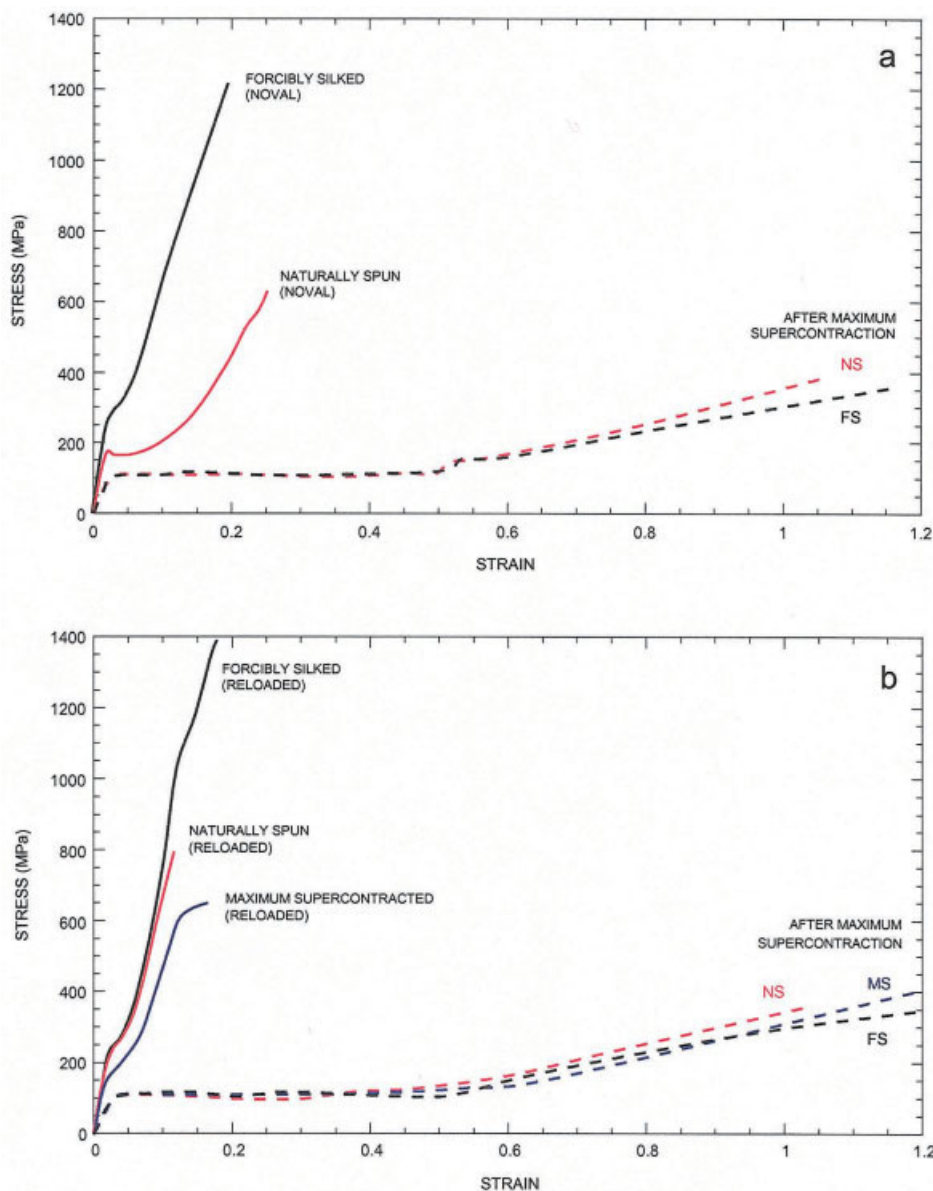 1400
a
FORCIBLY SILKED
(NOVAL)
1200
1000
800
STRESS (MPa)
NATURALLY SPUN
(NOVAL)
600
AFTER MAXIMUM
SUPERCONTRACTION
400
NS
FS
200
0
0 0.2 0.4 0.6 0.8 1 1.2
STRAIN
1400
b
FORCIBLY SILKED
(RELOADED)
1200
1000
NATURALLY SPUN
(RELOADED)
800
STRESS (MPa)
MAXIMUM SUPERCONTRACTED
(RELOADED)
600
AFTER MAXIMUM
SUPERCONTRACTION
400
NS
MS
FS
200
0
0 0.2 0.4 0.6 0.8 1 1.2
STRAIN